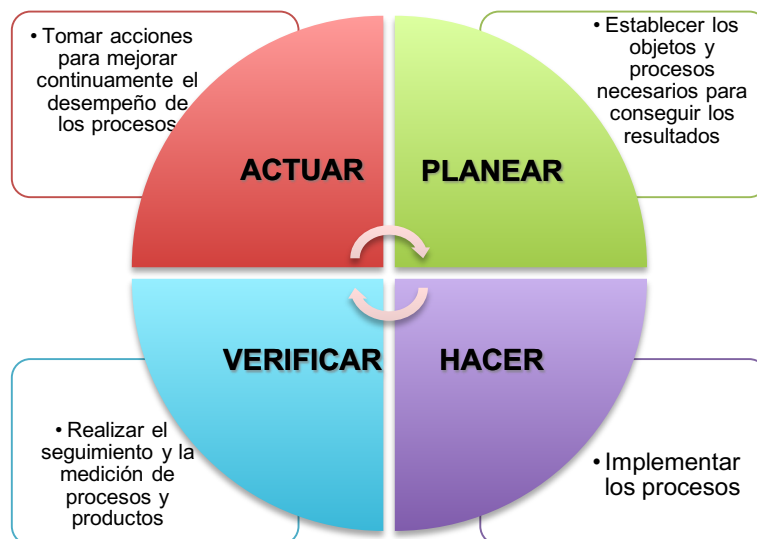 • Tomar acciones
para mejorar
continuamente el
desempeño de
los procesos
• Establecer los
objetos y
procesos
necesarios para
conseguir los
resultados
ACTUAR
PLANEAR
VERIFICAR
HACER
• Realizar el
seguimiento y la
medición de
procesos y
productos
• Implementar
los procesos